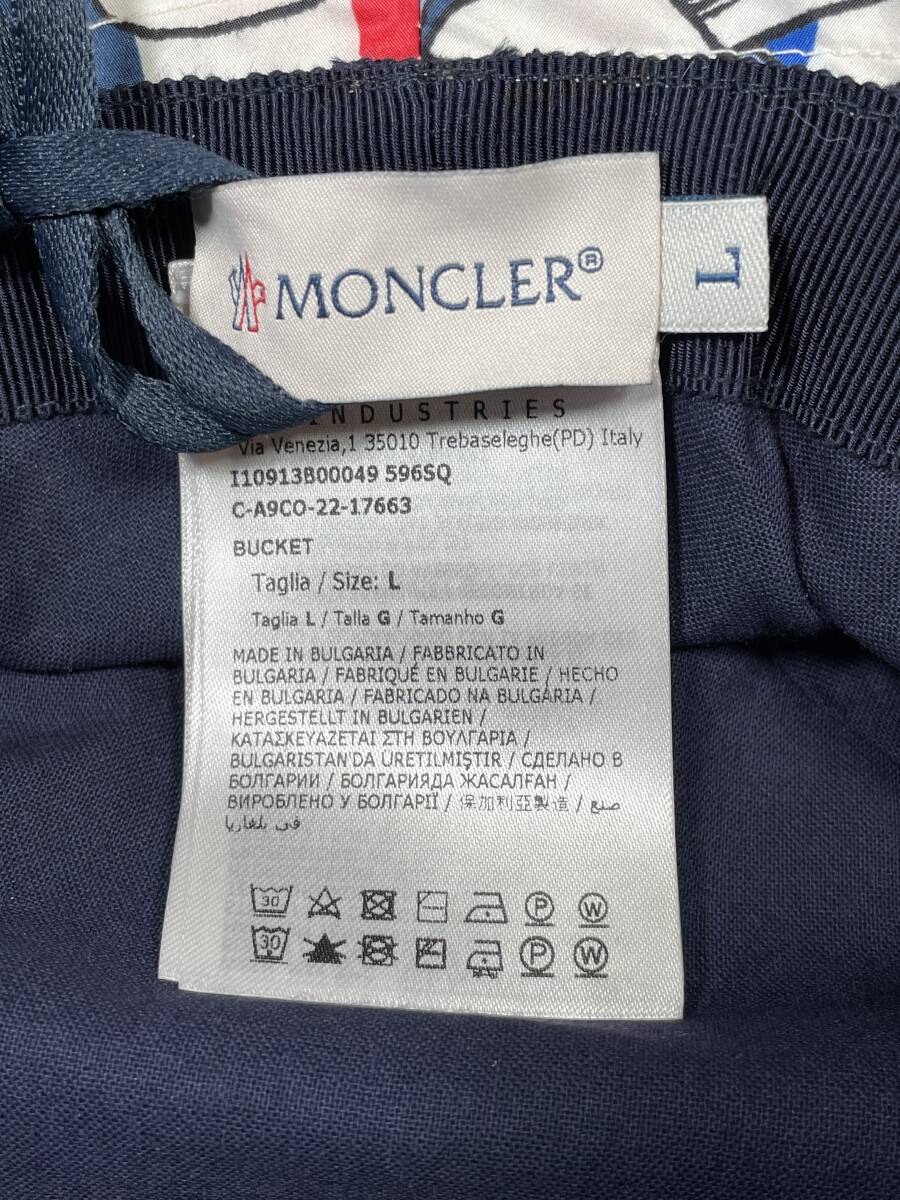 MONCLER®
L
INDUSTRIES
Via Venezia,1 35010 Trebaseleghe(PD) Italy
I10913B00049 596SQ
C-A9CO-22-17663
BUCKET
Taglia / Size: L
Taglia L / Talla G / Tamanho G
MADE IN BULGARIA / FABBRICATO IN
BULGARIA / FABRIQUÉ EN BULGARIE / HECHO
EN BULGARIA / FABRICADO NA BULGÁRIA /
HERGESTELLT IN BULGARIEN /
ΚΑΤΑΣΚΕΥΑΖΕΤΑΙ ΣΤΗ ΒΟΥΛΓΑΡΙΑ /
BULGARISTAN'DA ÜRETILMIŞTIR / СДЕЛАНО В
БОЛГАРИИ / БОЛГАРИЯДА ЖАСАЛҒАН /
ВИРОБЛЕНО У БОЛГАРІЇ / 保加利亞製造 / صنع
في بلغاريا
30 P W
30 P W